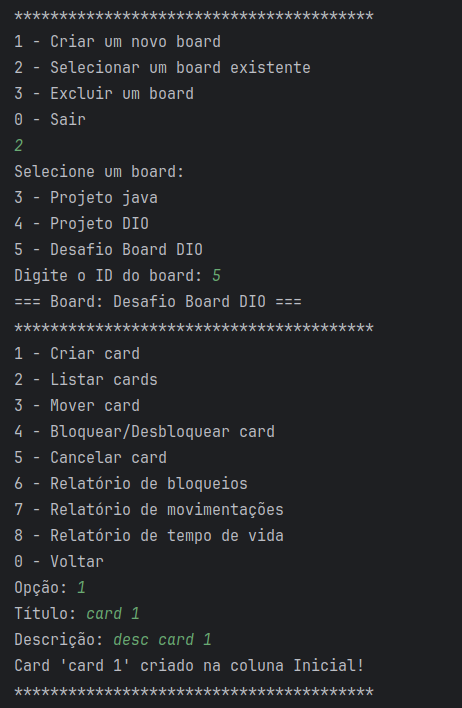 ****************************************
1 - Criar um novo board
2 - Selecionar um board existente
3 - Excluir um board
0 - Sair
2
Selecione um board:
3 - Projeto java
4 - Projeto DIO
5 - Desafio Board DIO
Digite o ID do board: 5
=== Board: Desafio Board DIO ===
****************************************
1 - Criar card
2 - Listar cards
3 - Mover card
4 - Bloquear/Desbloquear card
5 - Cancelar card
6 - Relatório de bloqueios
7 - Relatório de movimentações
8 - Relatório de tempo de vida
0 - Voltar
Opção: 1
Título: card 1
Descrição: desc card 1
Card 'card 1' criado na coluna Inicial!
****************************************